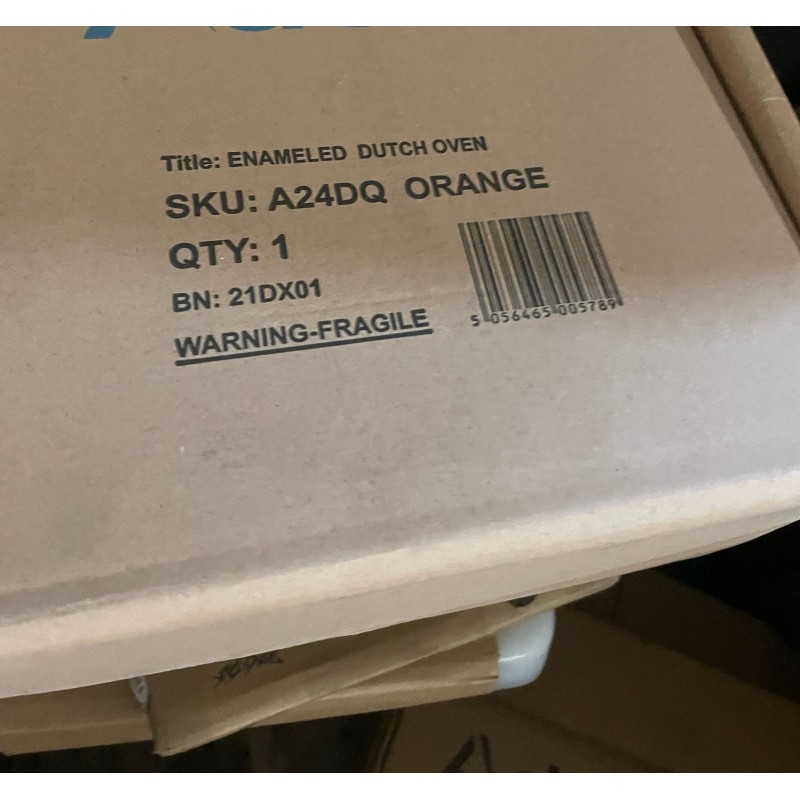 Title: ENAMELED DUTCH OVEN
SKU: A24DQ ORANGE
QTY: 1
BN: 21DX01
WARNING-FRAGILE
5 056465 005789